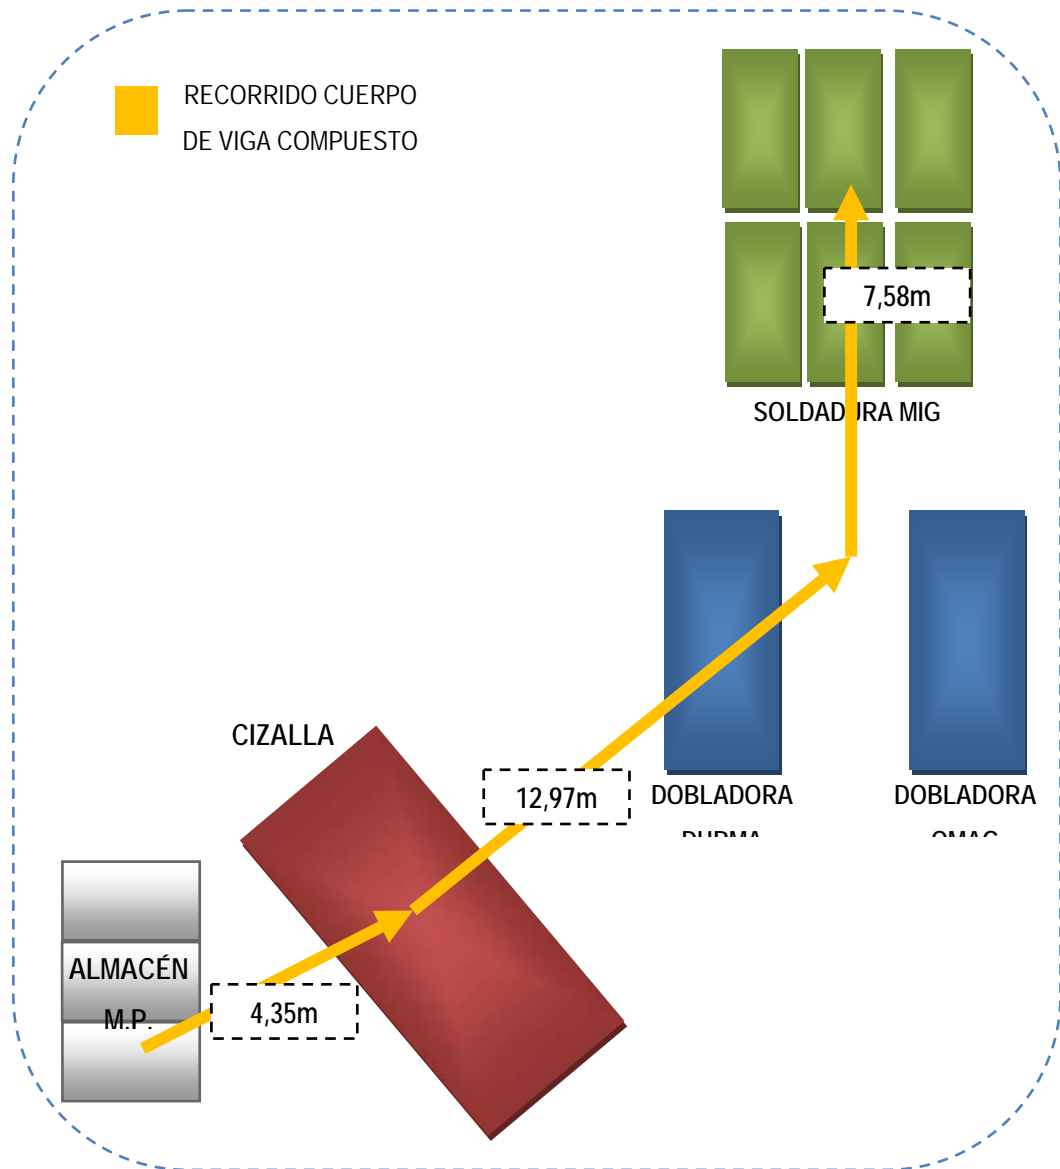 RECORRIDO CUERPO
DE VIGA COMPUESTO
7,58m
SOLDADURA MIG
CIZALLA
12,97m
DOBLADORA
DOBLADORA
ALMACÉN
M.P.
4,35m